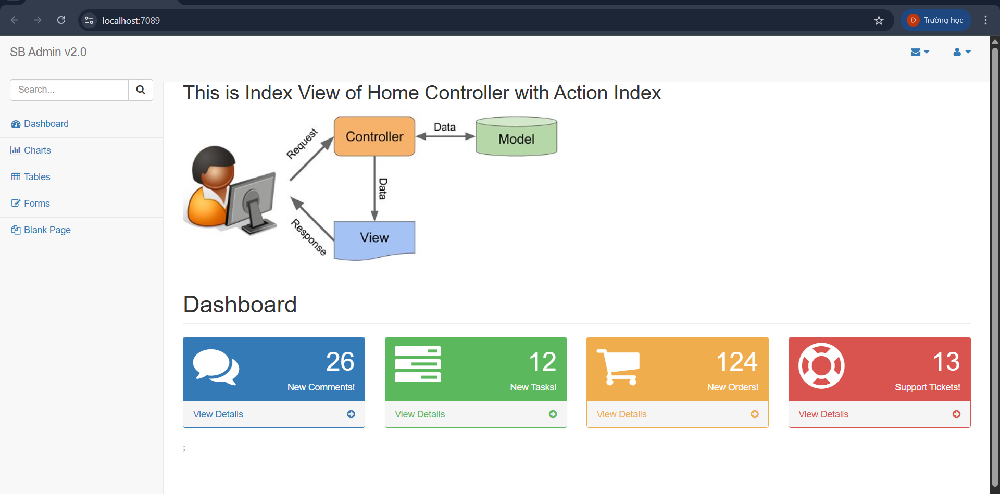 localhost:7089
Đ Trường học
SB Admin v2.0
Search...
Dashboard
Charts
Tables
Forms
Blank Page
This is Index View of Home Controller with Action Index
Request
Controller
Data
Model
Data
Response
View
Dashboard
26
New Comments!
View Details
12
New Tasks!
View Details
124
New Orders!
View Details
13
Support Tickets!
View Details
;